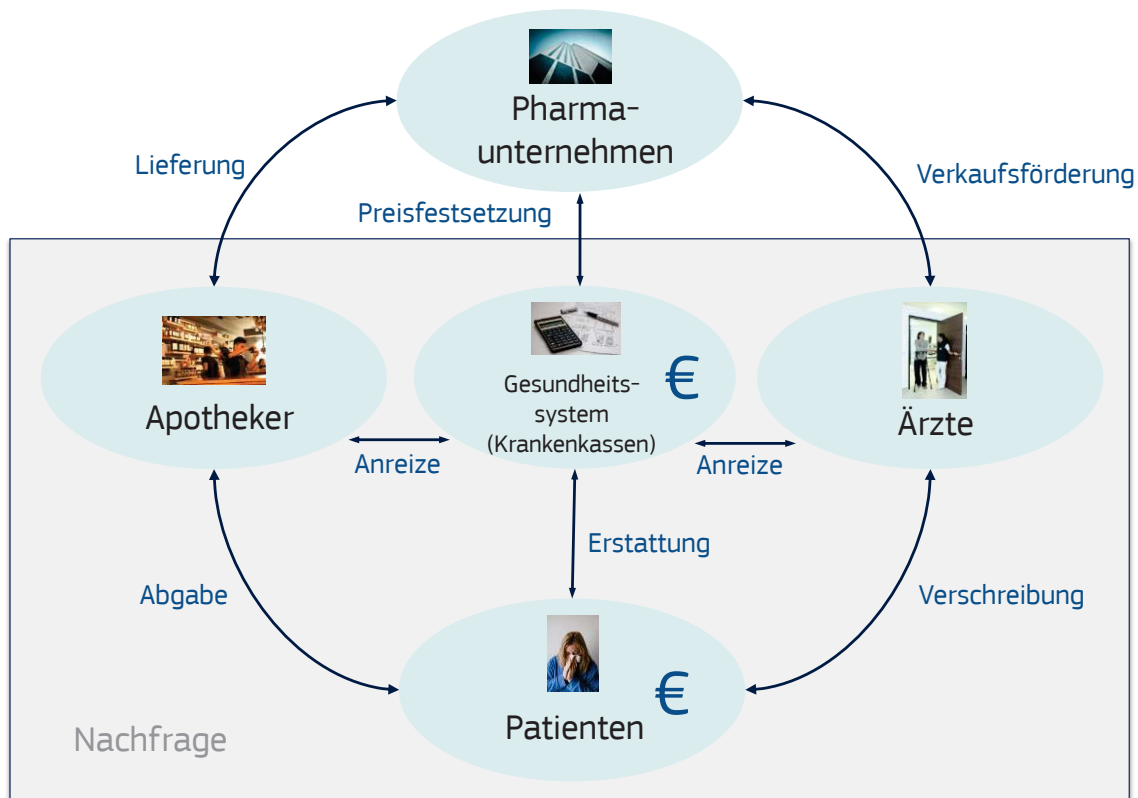 Pharma-
unternehmen
Lieferung
Verkaufsförderung
Preisfestsetzung
Apotheker
Gesundheits-
system
(Krankenkassen)
€
Ärzte
Anreize
Anreize
Erstattung
Abgabe
Verschreibung
Patienten
€
Nachfrage